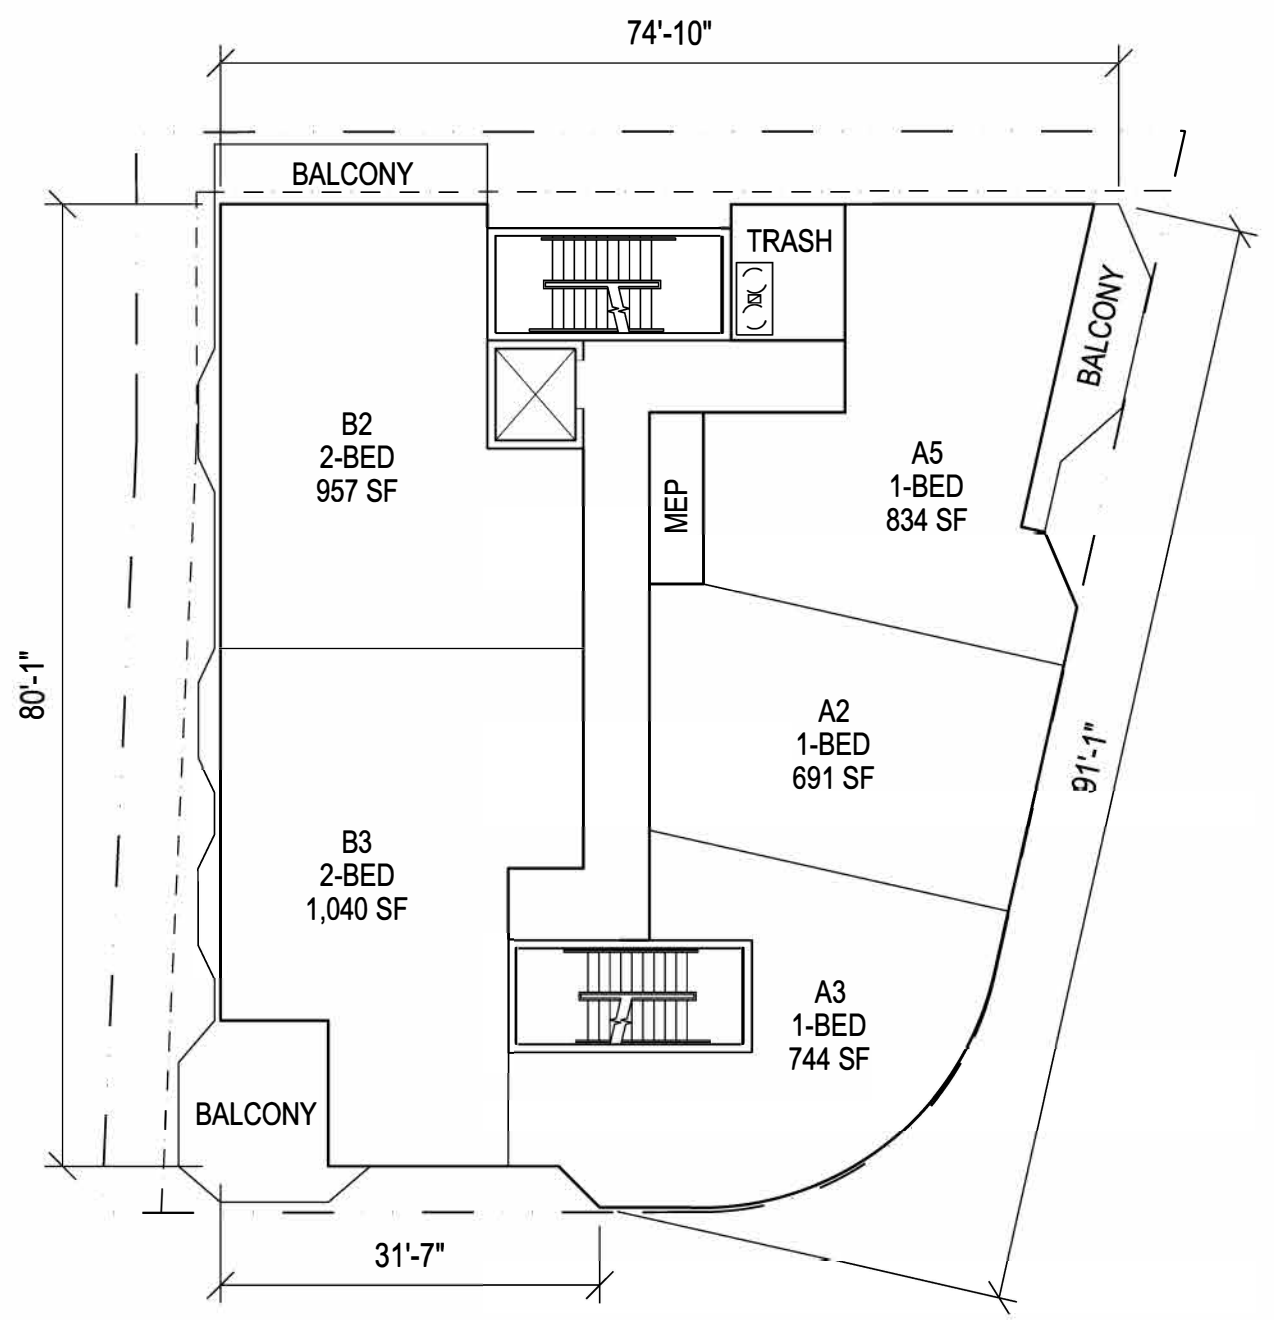 74'-10"
BALCONY
TRASH
BALCONY
B2
2-BED
957 SF
A5
1-BED
834 SF
MEP
80'-1"
A2
1-BED
691 SF
91'-1"
B3
2-BED
1,040 SF
A3
1-BED
744 SF
BALCONY
31'-7"